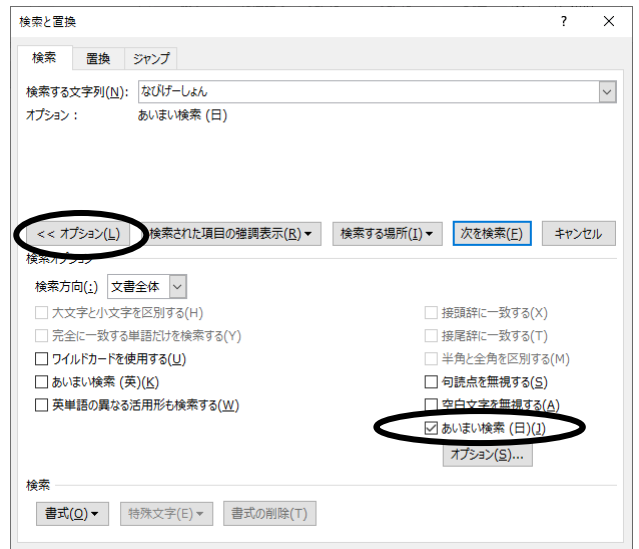 検索と置換 ? ×
検索 置換 ジャンプ
検索する文字列(N): なびげーしょん
オプション : あいまい検索 (日)
<< オプション(L) 検索された項目の強調表示(R) 検索する場所(I) 次を検索(F) キャンセル
検索オプション
検索方向(:) 文書全体
大文字と小文字を区別する(H) 接頭辞に一致する(X)
完全に一致する単語だけを検索する(Y) 接尾辞に一致する(T)
ワイルドカードを使用する(U) 半角と全角を区別する(M)
あいまい検索 (英)(K) 句読点を無視する(S)
英単語の異なる活用形も検索する(W) 空白文字を無視する(A)
あいまい検索 (日)(J)
オプション(S)...
検索
書式(O) 特殊文字(E) 書式の削除(T)